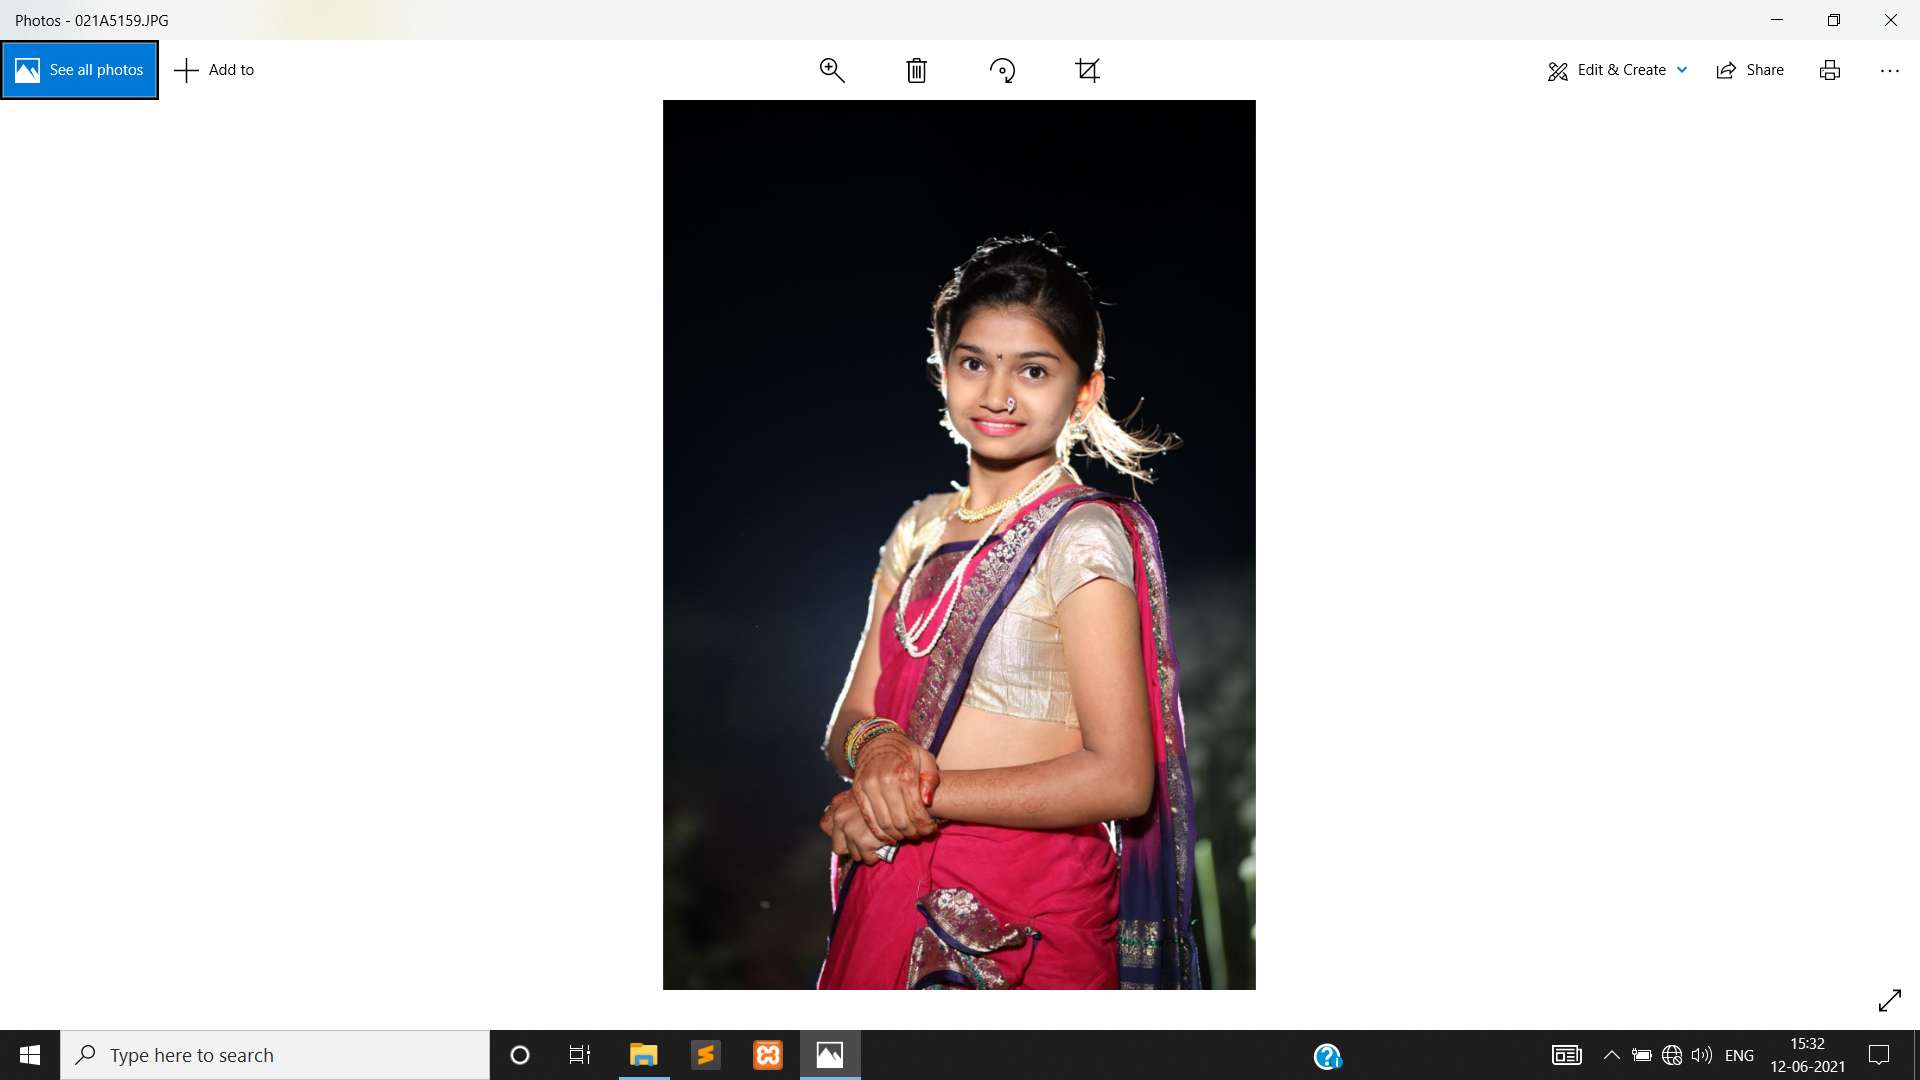 Photos - 021A5159.JPG
See all photos
Add to
Edit & Create
Share
Type here to search
ENG
15:32
12-06-2021